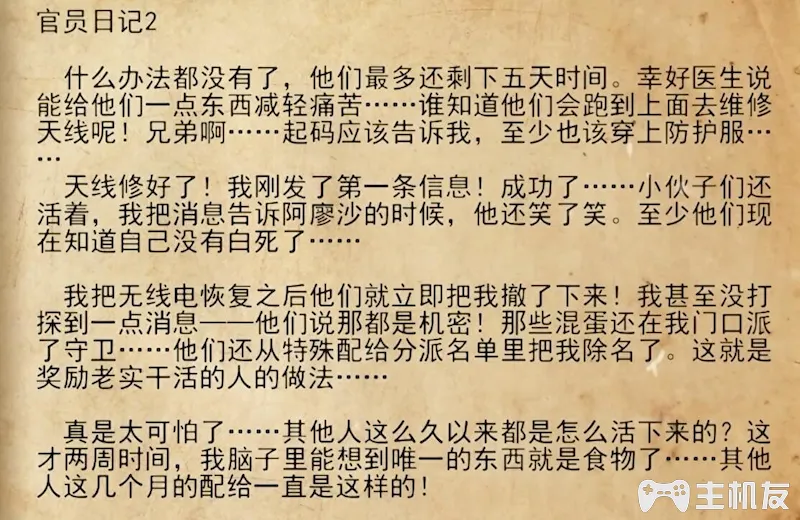 官员日记2
什么办法都没有了，他们最多还剩下五天时间。幸好医生说
能给他们一点东西减轻痛苦……谁知道他们会跑到上面去维修
天线呢！兄弟啊……起码应该告诉我，至少也该穿上防护服…
…
天线修好了！我刚发了第一条信息！成功了……小伙子们还
活着，我把消息告诉阿廖沙的时候，他还笑了笑。至少他们现
在知道自己没有白死了……
我把无线电恢复之后他们就立即把我撤了下来！我甚至没打
探到一点消息——他们说那都是机密！那些混蛋还在我门口派
了守卫……他们还从特殊配给分派名单里把我除名了。这就是
奖励老实干活的人的做法……
真是太可怕了……其他人这么久以来都是怎么活下来的？这
才两周时间，我脑子里能想到唯一的东西就是食物了……其他
人这几个月的配给一直是这样的！
主机友